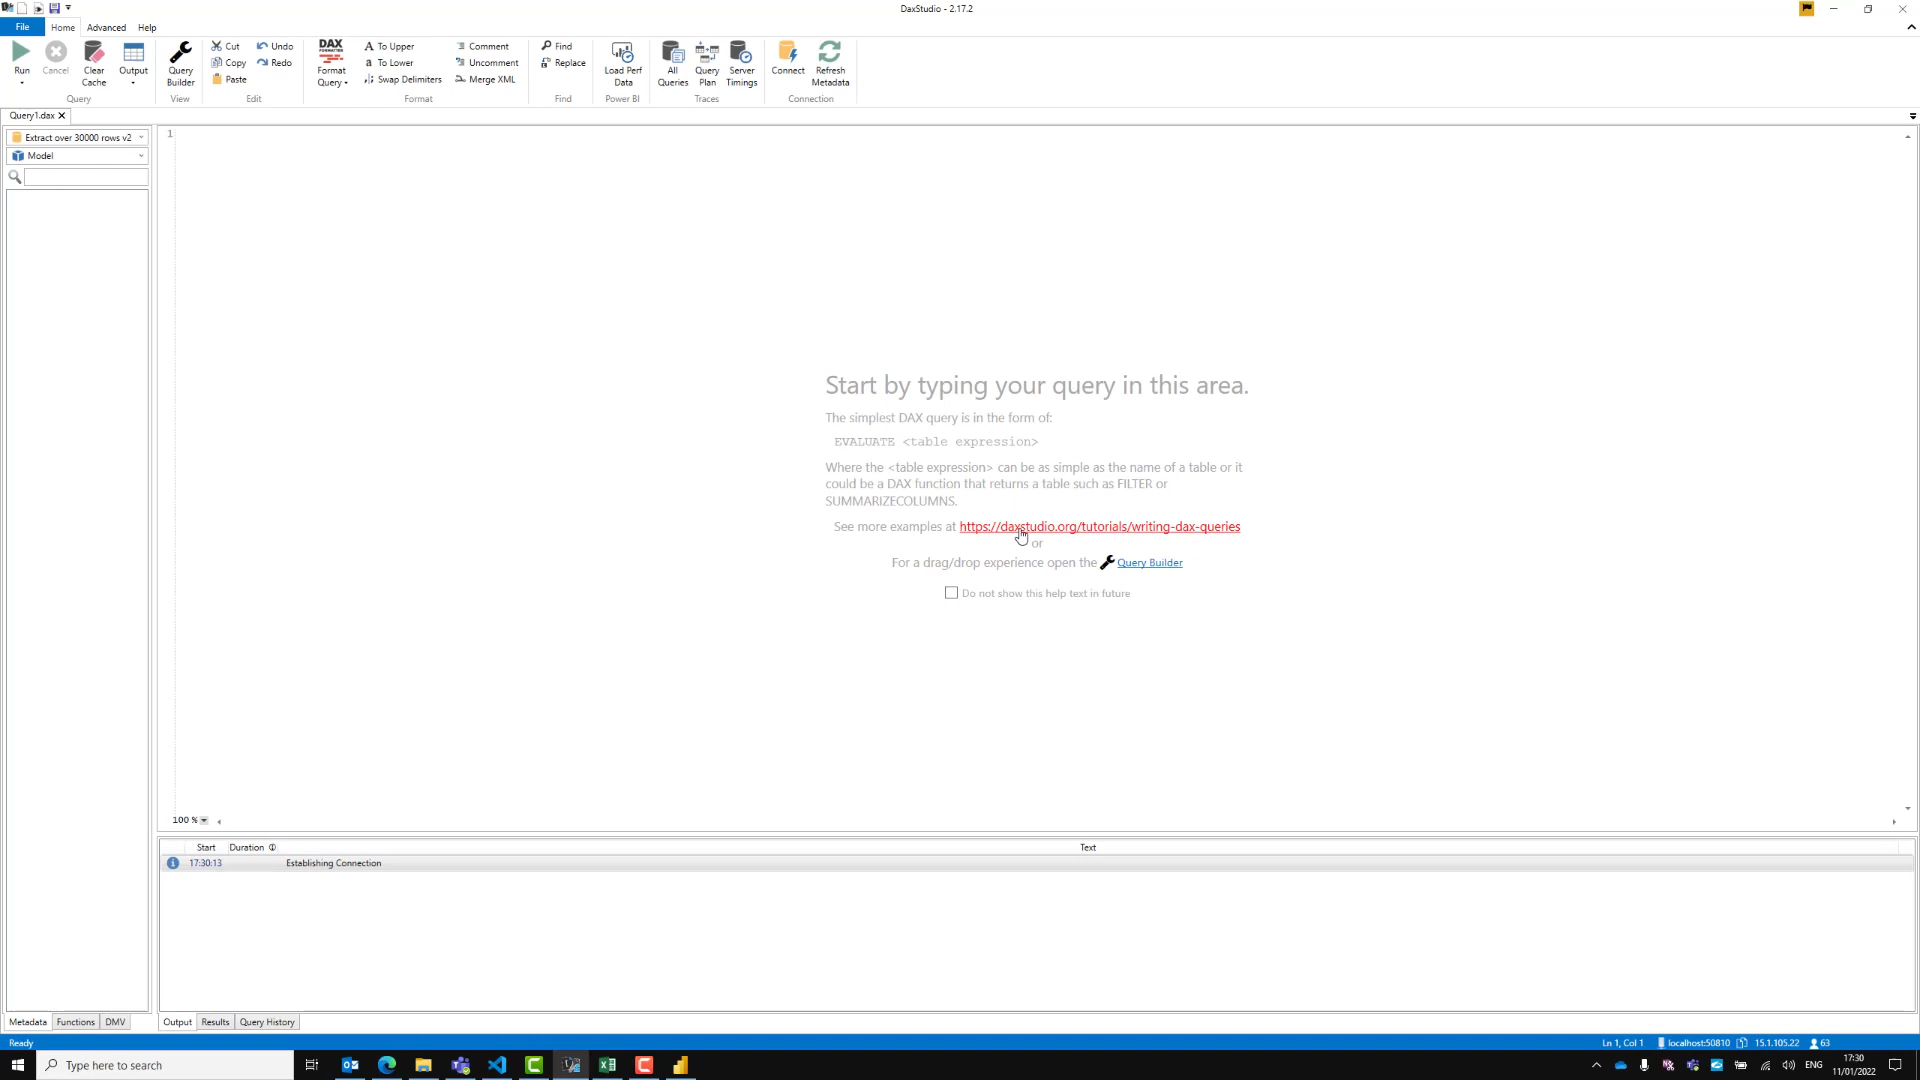 DaxStudio - 2.17.2
File Home Advanced Help
Run Cancel Clear Cache Output Query Builder
Cut Undo
Copy Redo
Paste
DAX FORMATTER Format Query
A To Upper Comment
a To Lower Uncomment
Swap Delimiters Merge XML
Find
Replace
Load Perf Data All Queries Query Plan Server Timings Connect Refresh Metadata
Query View Edit Format Find Power BI Traces Connection
Query1.dax
Extract over 30000 rows v2
Model
1
Start by typing your query in this area.
The simplest DAX query is in the form of:
EVALUATE <table expression>
Where the <table expression> can be as simple as the name of a table or it
could be a DAX function that returns a table such as FILTER or
SUMMARIZECOLUMNS.
See more examples at https://daxstudio.org/tutorials/writing-dax-queries
or
For a drag/drop experience open the Query Builder
Do not show this help text in future
100 %
Start Duration Text
17:30:13 Establishing Connection
Metadata Functions DMV Output Results Query History
Ready Ln 1, Col 1 localhost:50810 15.1.105.22 63
Type here to search ENG 17:30
11/01/2022